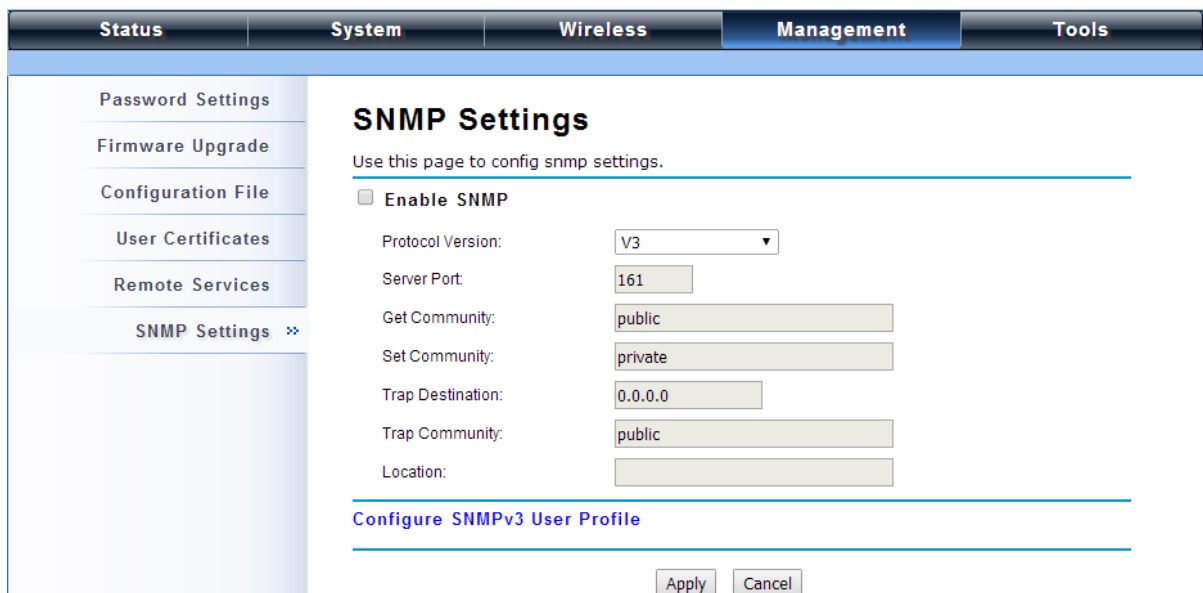 Status System Wireless Management Tools
Password Settings
Firmware Upgrade
Configuration File
User Certificates
Remote Services
SNMP Settings »
SNMP Settings
Use this page to config snmp settings.
Enable SNMP
Protocol Version: V3
Server Port: 161
Get Community: public
Set Community: private
Trap Destination: 0.0.0.0
Trap Community: public
Location:
Configure SNMPv3 User Profile
Apply Cancel